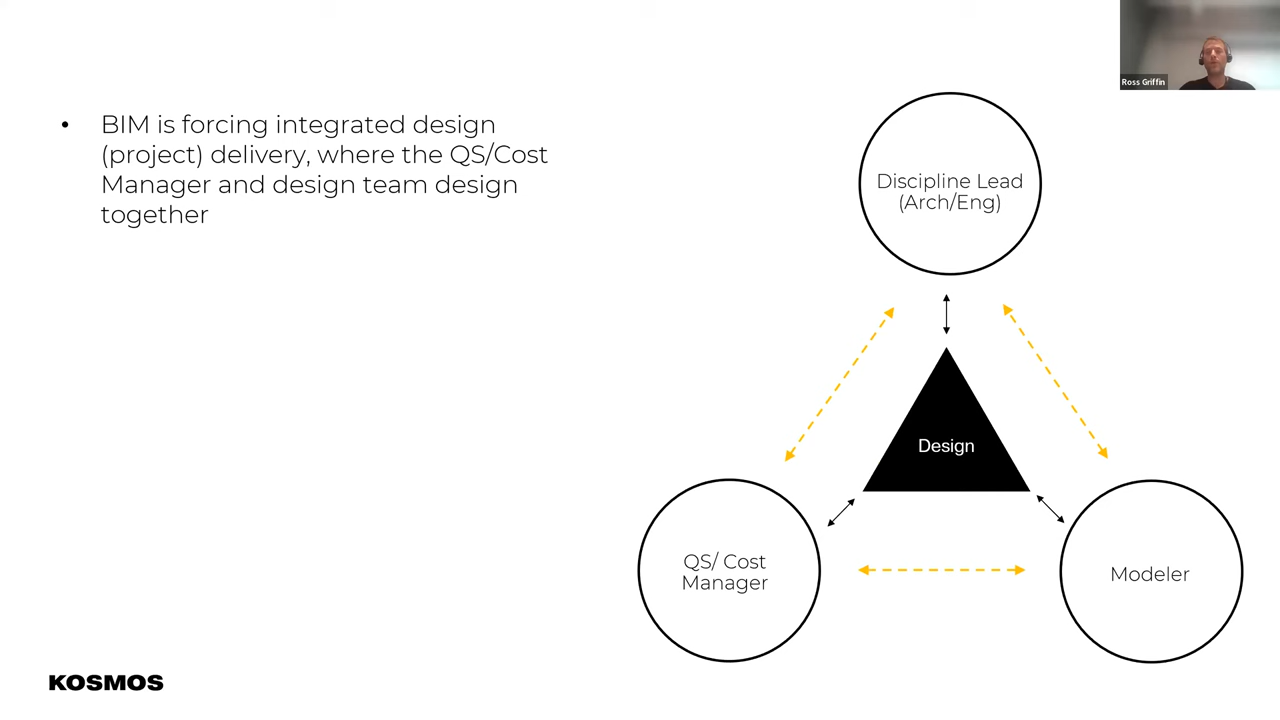 Ross Griffin
• BIM is forcing integrated design
(project) delivery, where the QS/Cost
Manager and design team design
together
Discipline Lead
(Arch/Eng)
Design
QS/ Cost
Manager
Modeler
KOSMOS